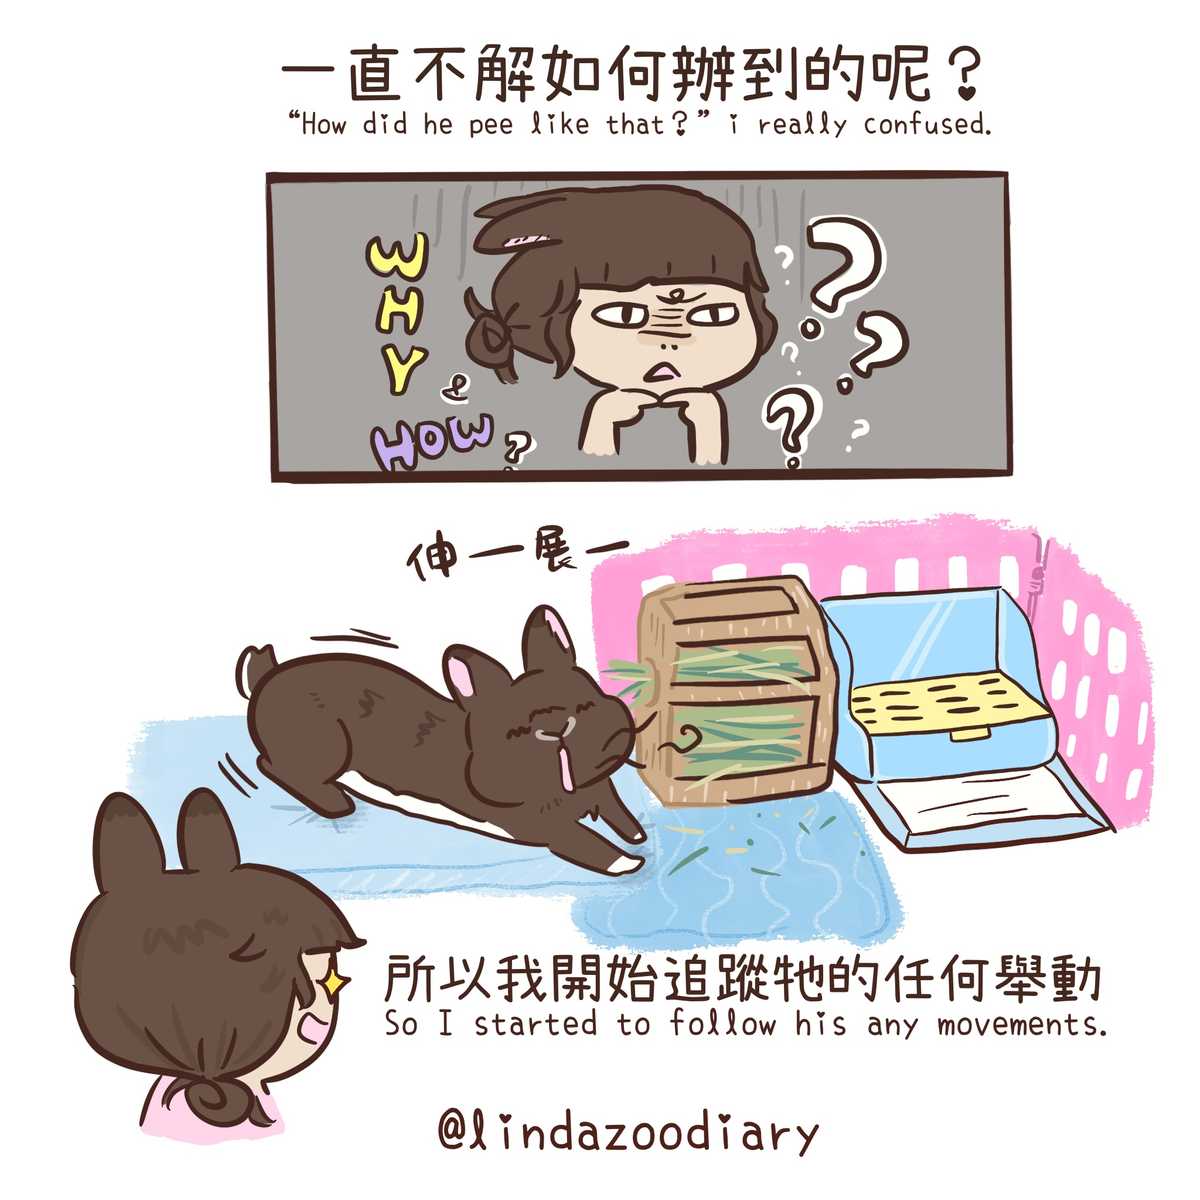 一直不解如何辦到的呢?
“How did he pee like that?” i really confused.
WHY
&
HOW?
伸一展一
所以我開始追蹤牠的任何舉動
So I started to follow his any movements.
@lindazoodiary